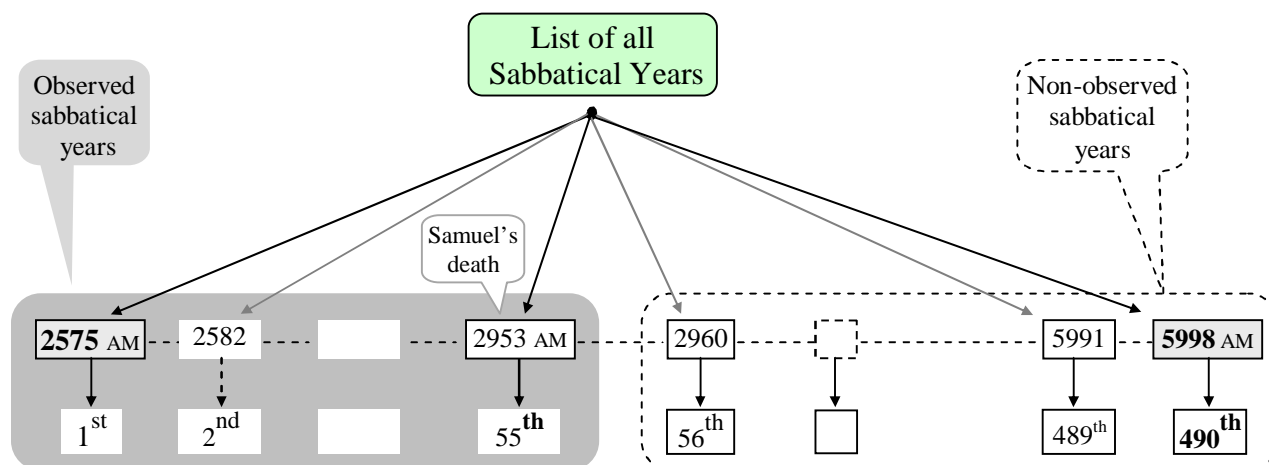 List of all
Sabbatical Years
Observed
sabbatical
years
Non-observed
sabbatical
years
Samuel's
death
2575 AM
2582
2953 AM
2960
5991
5998 AM
1st
2nd
55th
56th
489th
490th